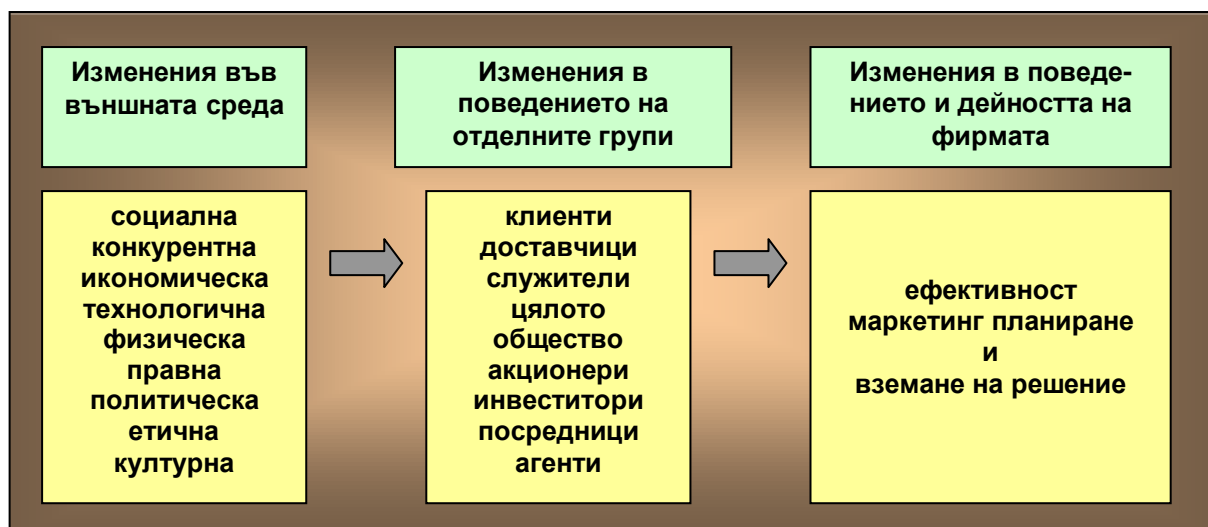 Изменения във
външната среда
Изменения в
поведението на
отделните групи
Изменения в поведе-
нието и дейността на
фирмата
социална
конкурентна
икономическа
технологична
физическа
правна
политическа
етична
културна
клиенти
доставчици
служители
цялото
общество
акционери
инвеститори
посредници
агенти
ефективност
маркетинг планиране
и
вземане на решение